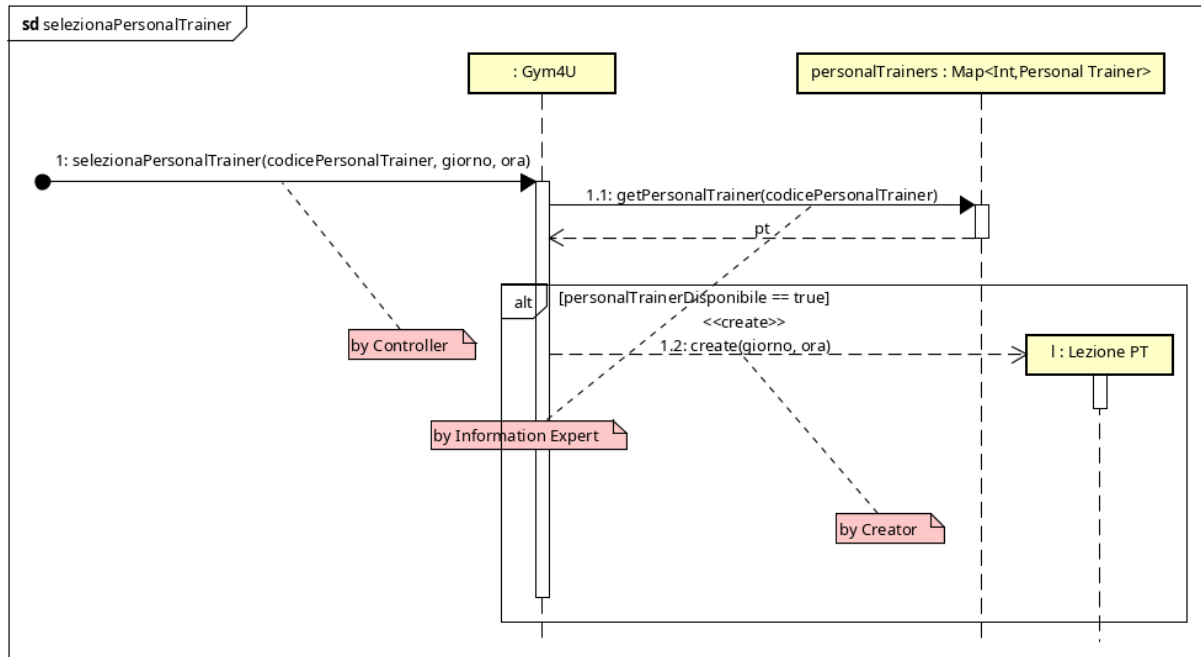 sd selezionaPersonalTrainer
: Gym4U
personalTrainers : Map<Int,Personal Trainer>
1: selezionaPersonalTrainer(codicePersonalTrainer, giorno, ora)
1.1: getPersonalTrainer(codicePersonalTrainer)
pt
alt
[personalTrainerDisponibile == true]
<<create>>
1.2: create(giorno, ora)
l : Lezione PT
by Controller
by Information Expert
by Creator